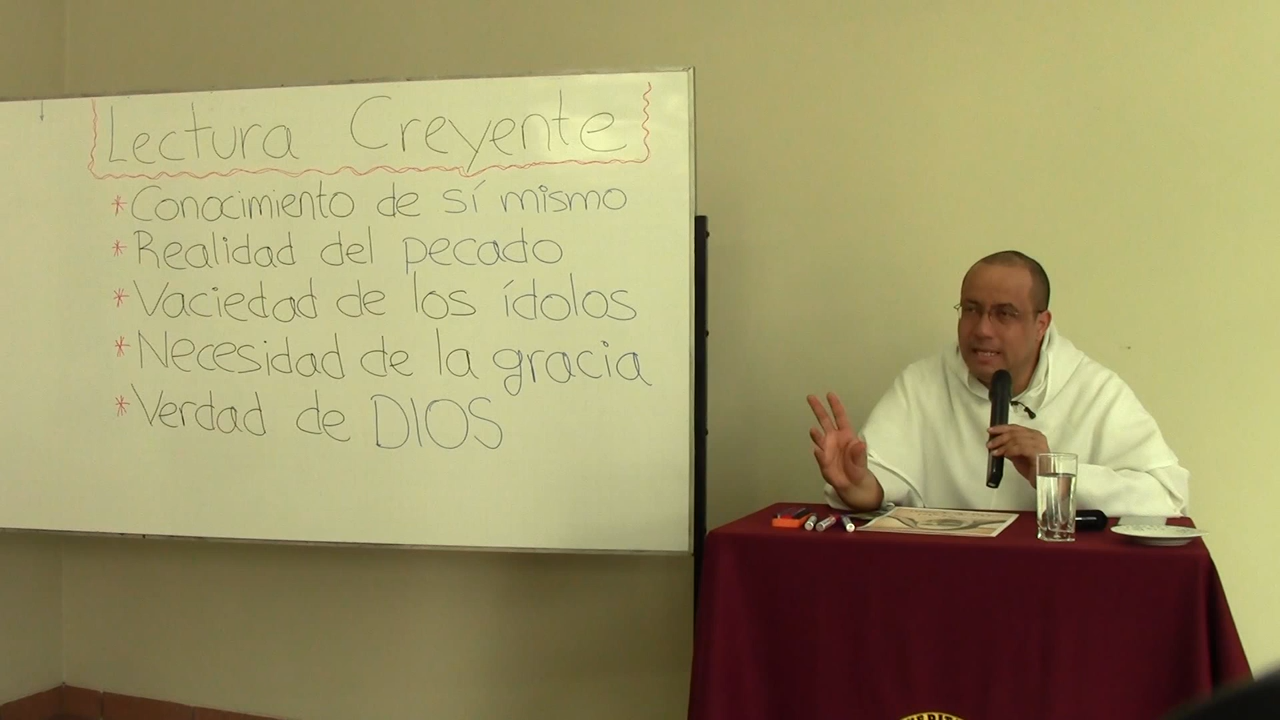 Lectura Creyente
* Conocimiento de sí mismo
* Realidad del pecado
* Vaciedad de los ídolos
* Necesidad de la gracia
* Verdad de DIOS